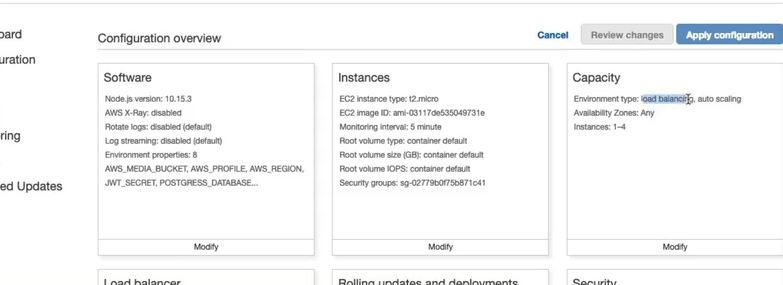 board
uration
ring
ed Updates
Configuration overview
Cancel
Review changes
Apply configuration
Software
Node.js version: 10.15.3
AWS X-Ray: disabled
Rotate logs: disabled (default)
Log streaming: disabled (default)
Environment properties: 8
AWS_MEDIA_BUCKET, AWS_PROFILE, AWS_REGION,
JWT_SECRET, POSTGRESS_DATABASE...
Modify
Instances
EC2 instance type: t2.micro
EC2 image ID: ami-03117de535049731e
Monitoring interval: 5 minute
Root volume type: container default
Root volume size (GB): container default
Root volume IOPS: container default
Security groups: sg-02779b0f75b871c41
Modify
Capacity
Environment type: load balancing, auto scaling
Availability Zones: Any
Instances: 1–4
Modify
Load balancer
Rolling updates and deployments
Security